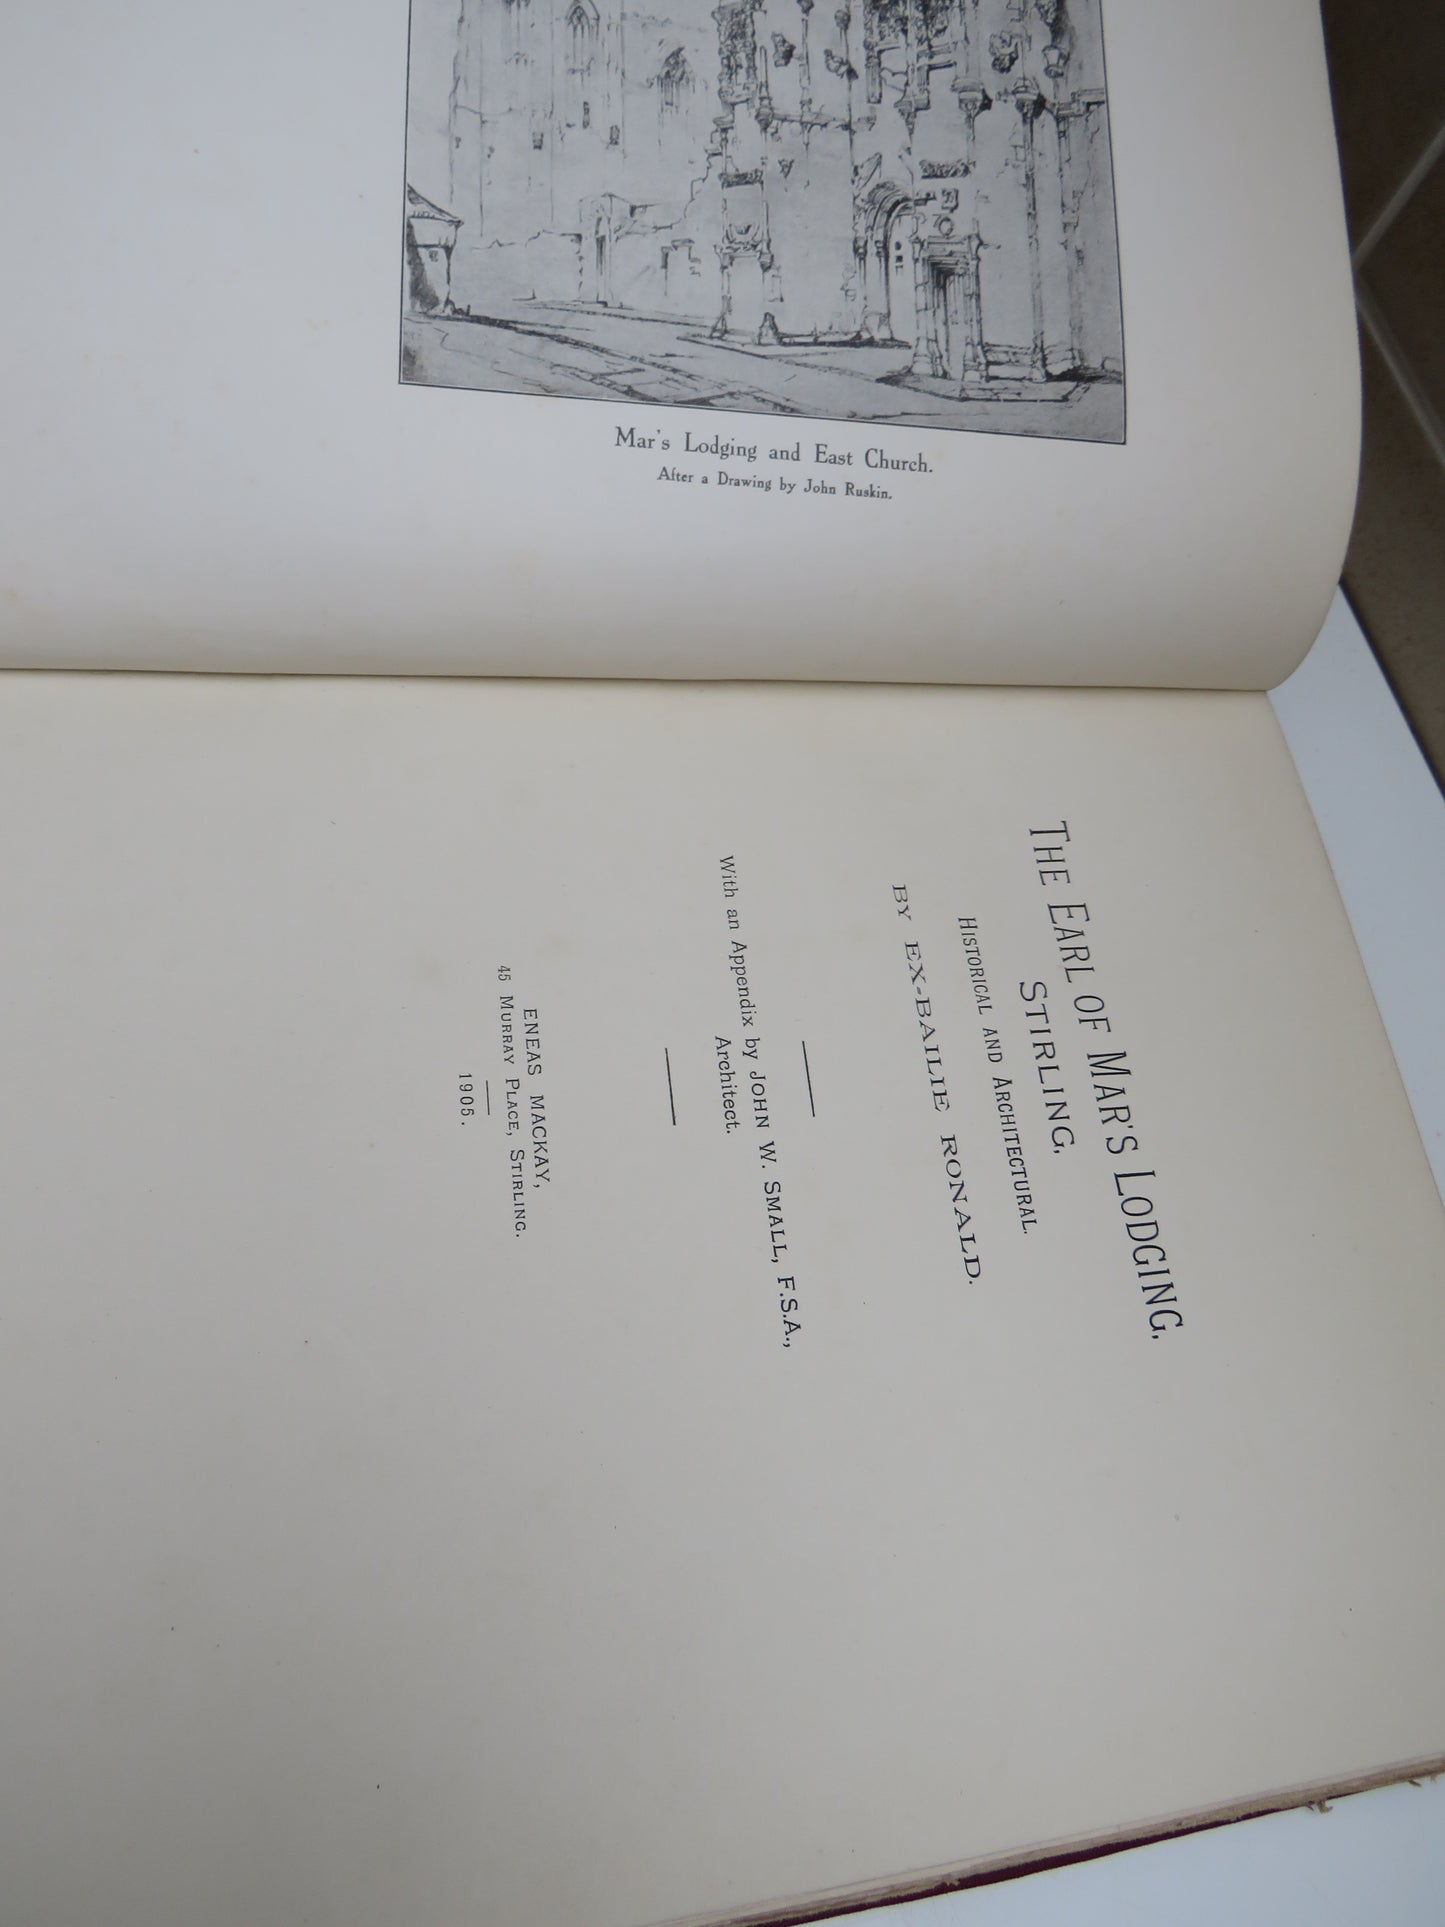 Mar's Lodging and East Church.
After a Drawing by John Ruskin.
THE EARL OF MAR'S LODGING,
STIRLING,
HISTORICAL AND ARCHITECTURAL.
BY EX-BAILIE RONALD.
With an Appendix by JOHN W. SMALL, F.S.A.,
Architect.
ENEAS MACKAY,
45 MURRAY PLACE, STIRLING.
1905.